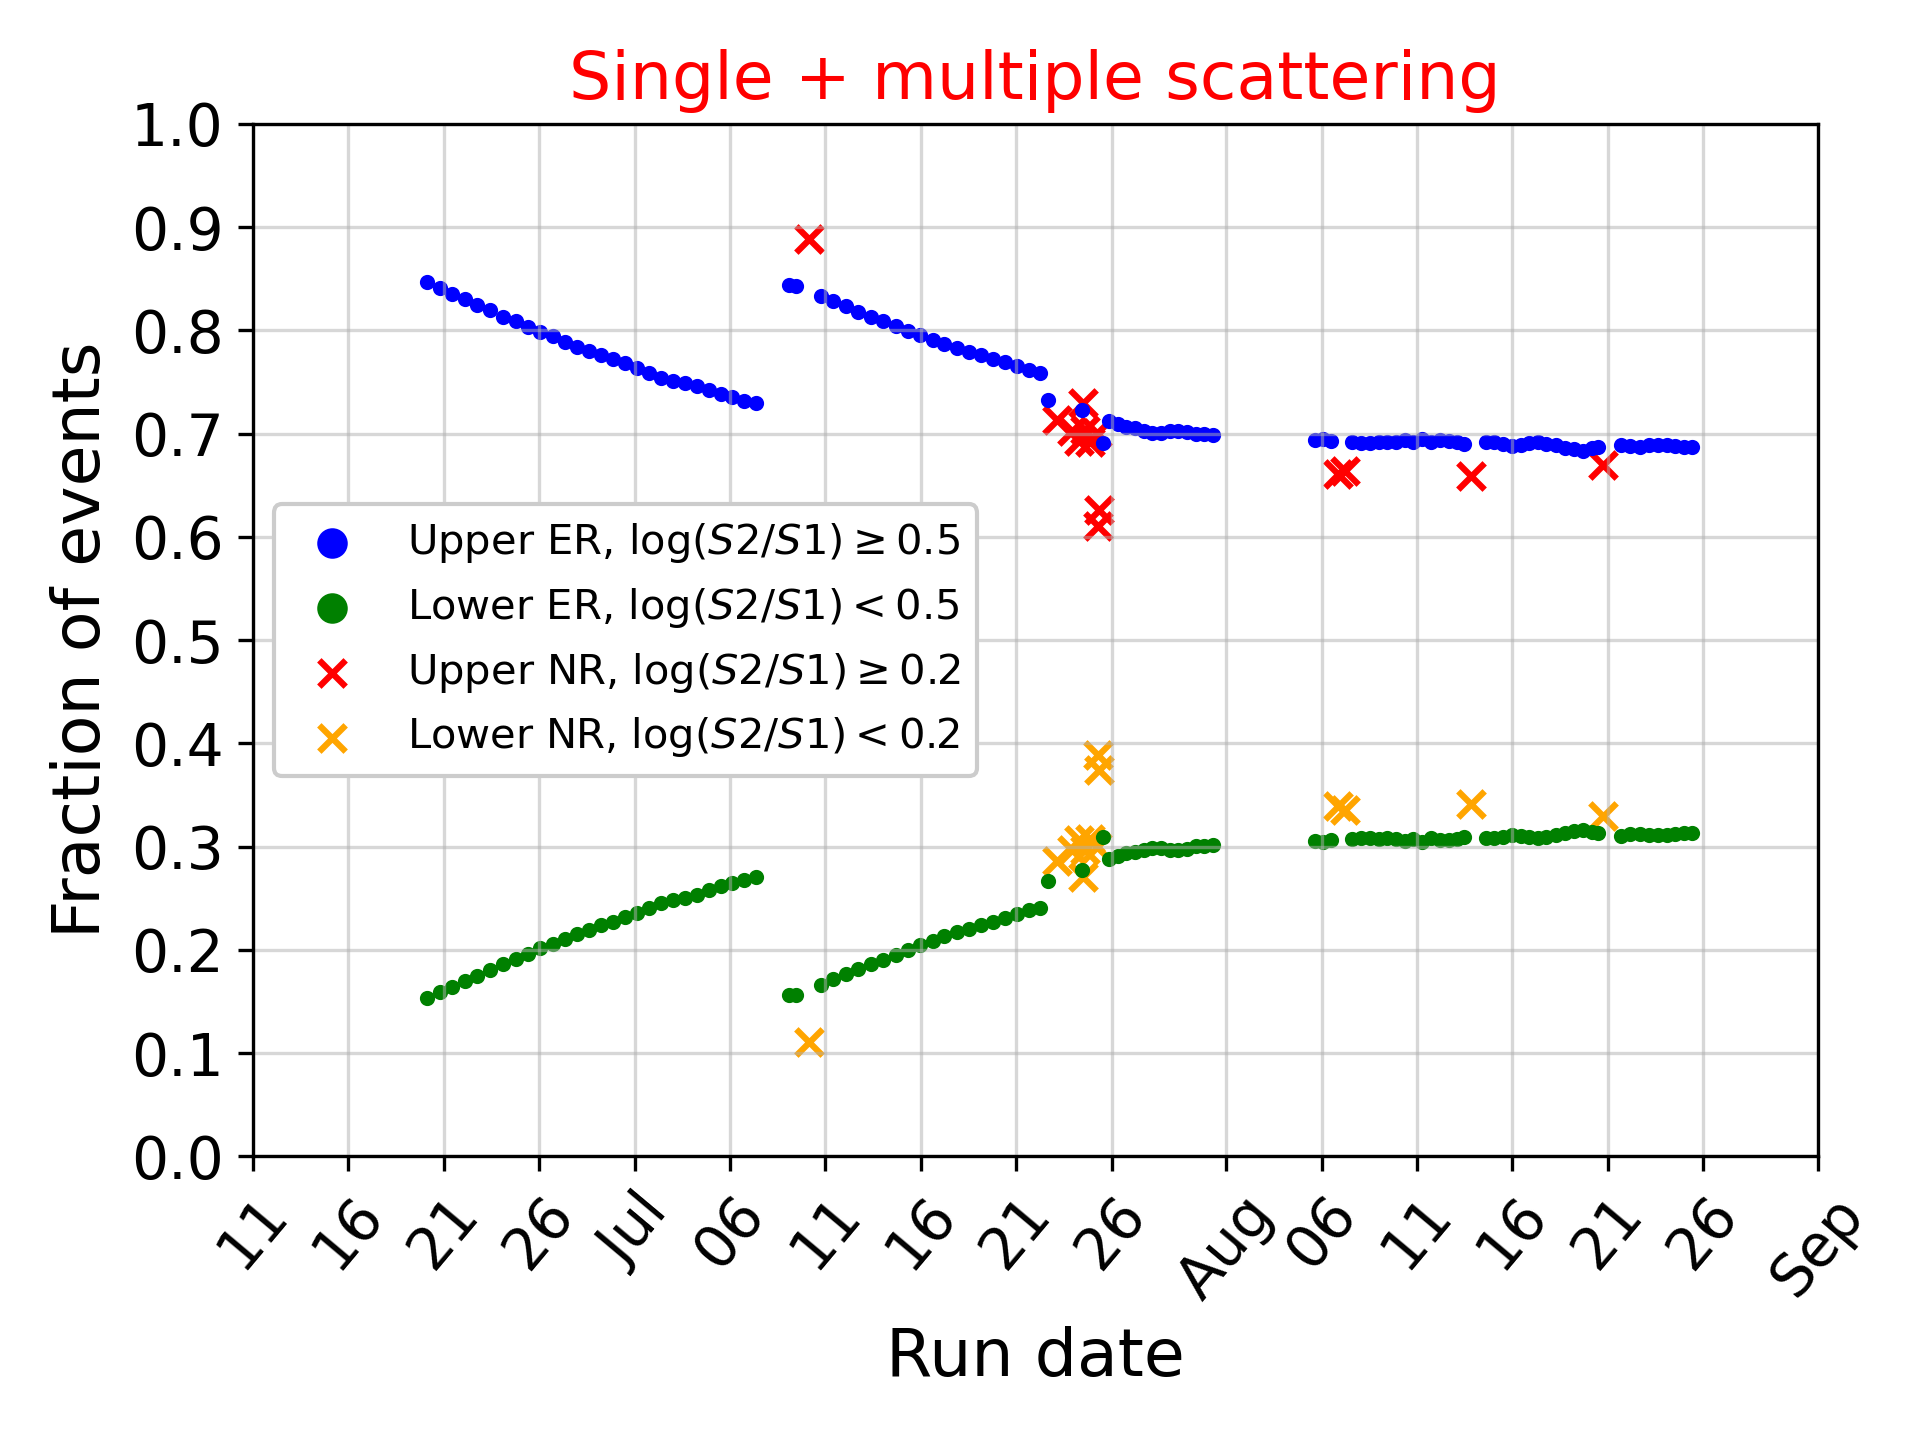 Single + multiple scattering
1.0
0.9
0.8
0.7
0.6
0.5
0.4
0.3
0.2
0.1
0.0
Fraction of events
Upper ER, log(S2/S1) ≥ 0.5
Lower ER, log(S2/S1) < 0.5
Upper NR, log(S2/S1) ≥ 0.2
Lower NR, log(S2/S1) < 0.2
11 16 21 26 Jul 06 11 16 21 26 Aug 06 11 16 21 26 Sep
Run date